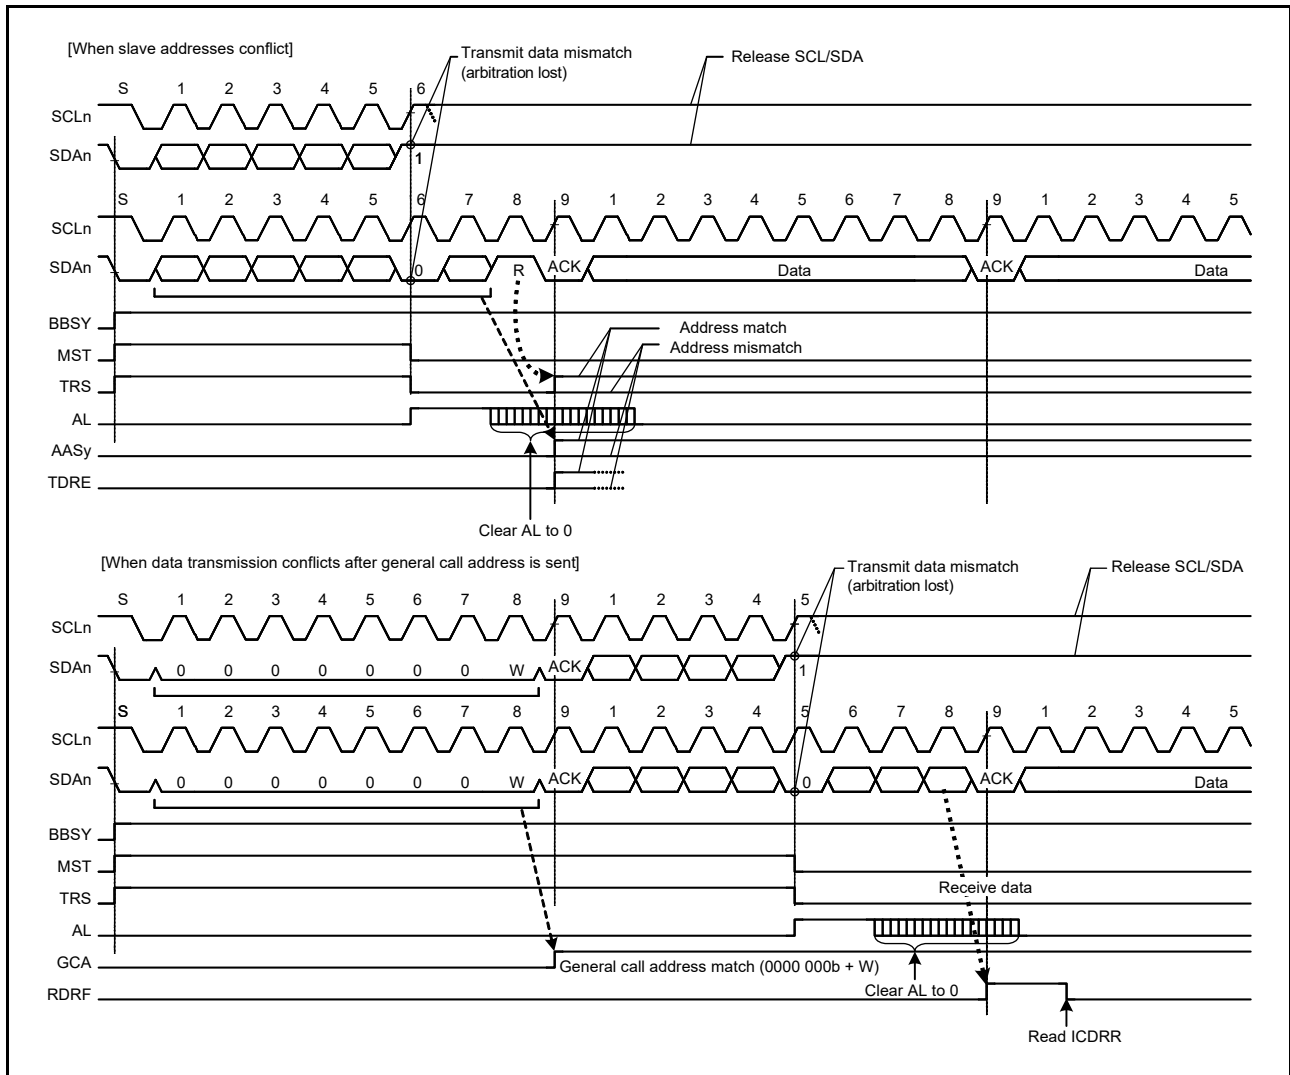 [When slave addresses conflict]
Transmit data mismatch
(arbitration lost)
Release SCL/SDA
S 1 2 3 4 5 6
SCLn
SDAn 1
S 1 2 3 4 5 6 7 8 9 1 2 3 4 5 6 7 8 9 1 2 3 4 5
SCLn
SDAn 0 R ACK Data ACK Data
BBSY
Address match
MST
Address mismatch
TRS
AL
AASy
TDRE
Clear AL to 0
[When data transmission conflicts after general call address is sent]
Transmit data mismatch
(arbitration lost)
Release SCL/SDA
S 1 2 3 4 5 6 7 8 9 1 2 3 4 5
SCLn
SDAn 0 0 0 0 0 0 0 W ACK 1
S 1 2 3 4 5 6 7 8 9 1 2 3 4 5 6 7 8 9 1 2 3 4 5
SCLn
SDAn 0 0 0 0 0 0 0 W ACK 0 ACK Data
BBSY
MST
Receive data
TRS
AL
GCA
General call address match (0000 000b + W)
Clear AL to 0
RDRF
Read ICDRR